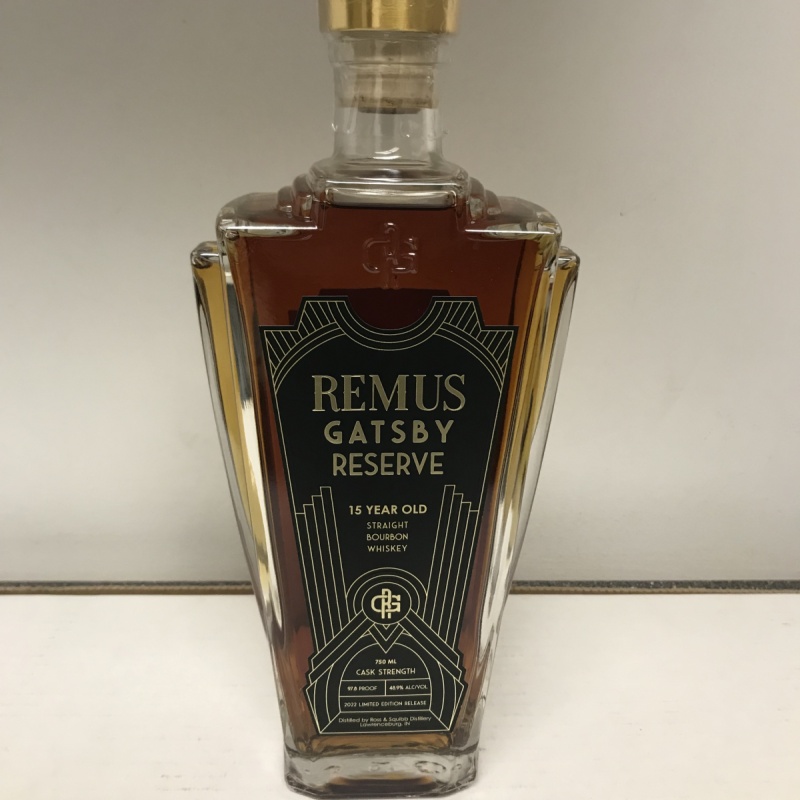 REMUS
GATSBY
RESERVE
15 YEAR OLD
STRAIGHT
BOURBON
WHISKEY
750 ML
CASK STRENGTH
97.8 PROOF 48.9% ALC/VOL
2022 LIMITED EDITION RELEASE
Distilled by Ross & Squibb Distillery
Lawrenceburg, IN